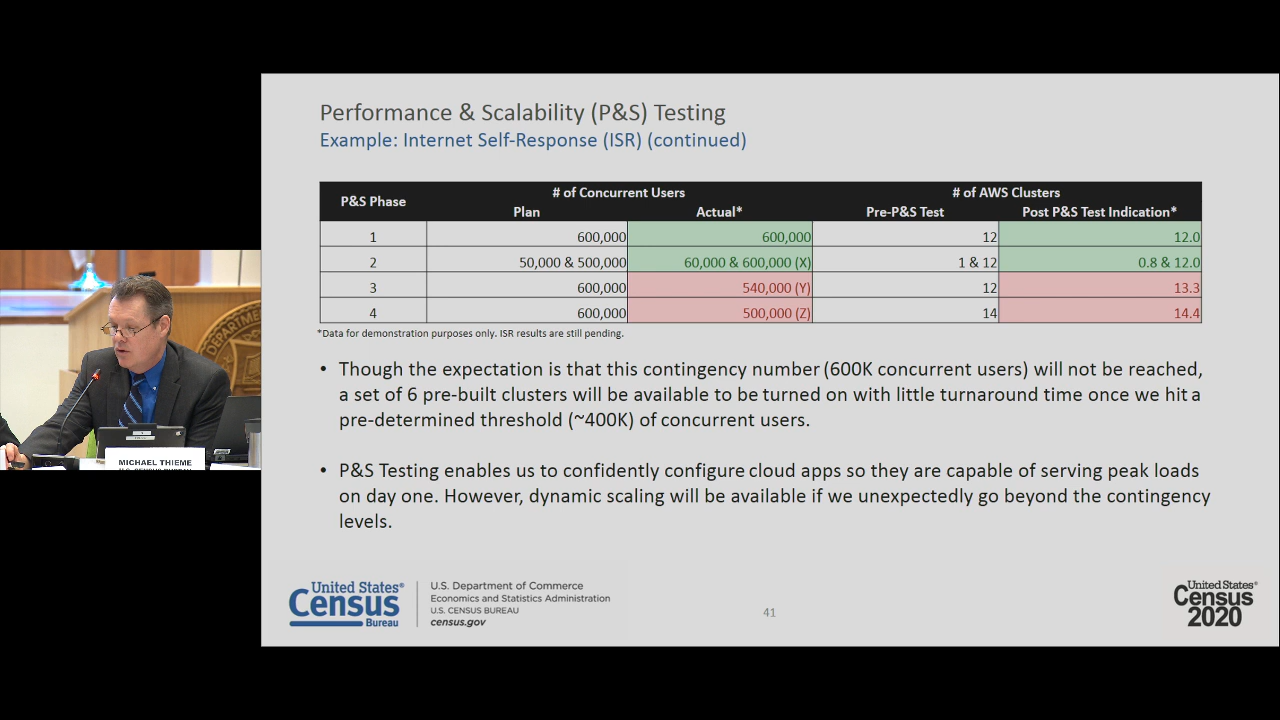 Performance & Scalability (P&S) Testing
Example: Internet Self-Response (ISR) (continued)
P&S Phase # of Concurrent Users # of AWS Clusters
Plan Actual* Pre-P&S Test Post P&S Test Indication*
1 600,000 600,000 12 12.0
2 50,000 & 500,000 60,000 & 600,000 (X) 1 & 12 0.8 & 12.0
3 600,000 540,000 (Y) 12 13.3
4 600,000 500,000 (Z) 14 14.4
*Data for demonstration purposes only. ISR results are still pending.
• Though the expectation is that this contingency number (600K concurrent users) will not be reached,
a set of 6 pre-built clusters will be available to be turned on with little turnaround time once we hit a
pre-determined threshold (~400K) of concurrent users.
• P&S Testing enables us to confidently configure cloud apps so they are capable of serving peak loads
on day one. However, dynamic scaling will be available if we unexpectedly go beyond the contingency
levels.
MICHAEL THIEME
United States®
Census
Bureau
U.S. Department of Commerce
Economics and Statistics Administration
U.S. CENSUS BUREAU
census.gov
41
United States®
Census
2020